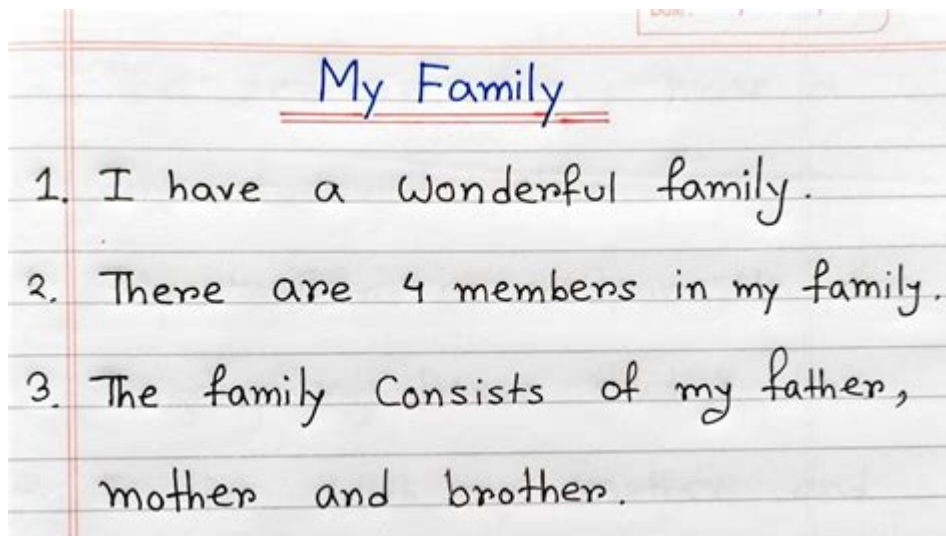 My Family
1. I have a wonderful family.
2. There are 4 members in my family.
3. The family Consists of my father,
mother and brother.